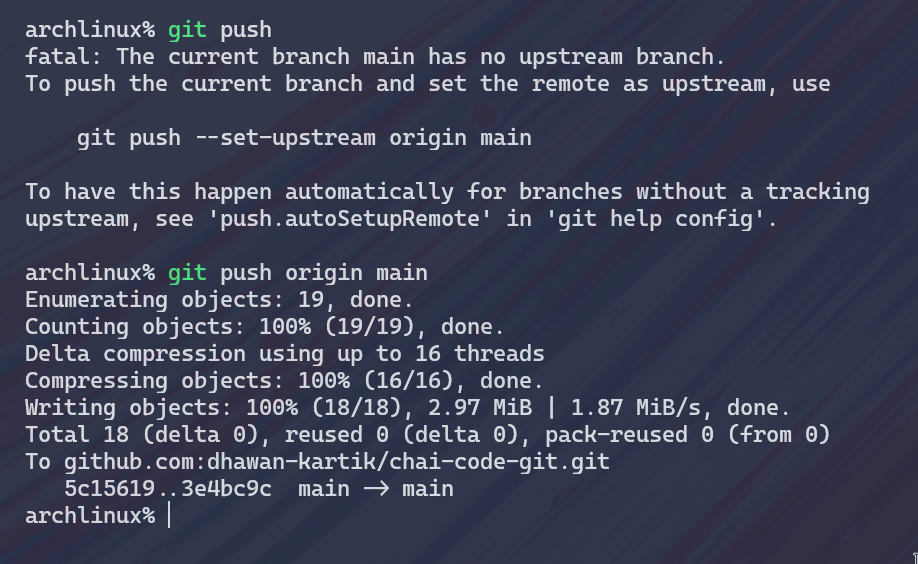 archlinux% git push
fatal: The current branch main has no upstream branch.
To push the current branch and set the remote as upstream, use
    git push --set-upstream origin main
To have this happen automatically for branches without a tracking
upstream, see 'push.autoSetupRemote' in 'git help config'.
archlinux% git push origin main
Enumerating objects: 19, done.
Counting objects: 100% (19/19), done.
Delta compression using up to 16 threads
Compressing objects: 100% (16/16), done.
Writing objects: 100% (18/18), 2.97 MiB | 1.87 MiB/s, done.
Total 18 (delta 0), reused 0 (delta 0), pack-reused 0 (from 0)
To github.com:dhawan-kartik/chai-code-git.git
   5c15619..3e4bc9c  main -> main
archlinux%